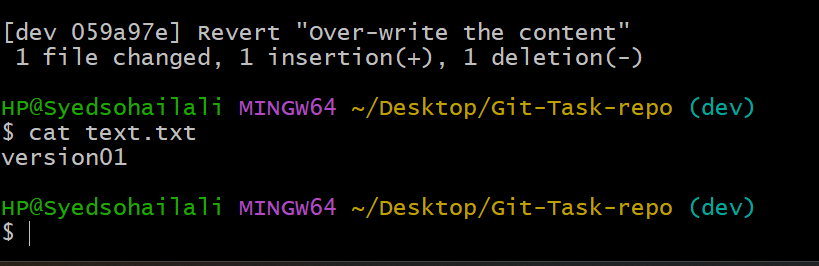 [dev 059a97e] Revert "Over-write the content"
 1 file changed, 1 insertion(+), 1 deletion(-)
HP@Syedsohailali MINGW64 ~/Desktop/Git-Task-repo (dev)
$ cat text.txt
version01
HP@Syedsohailali MINGW64 ~/Desktop/Git-Task-repo (dev)
$